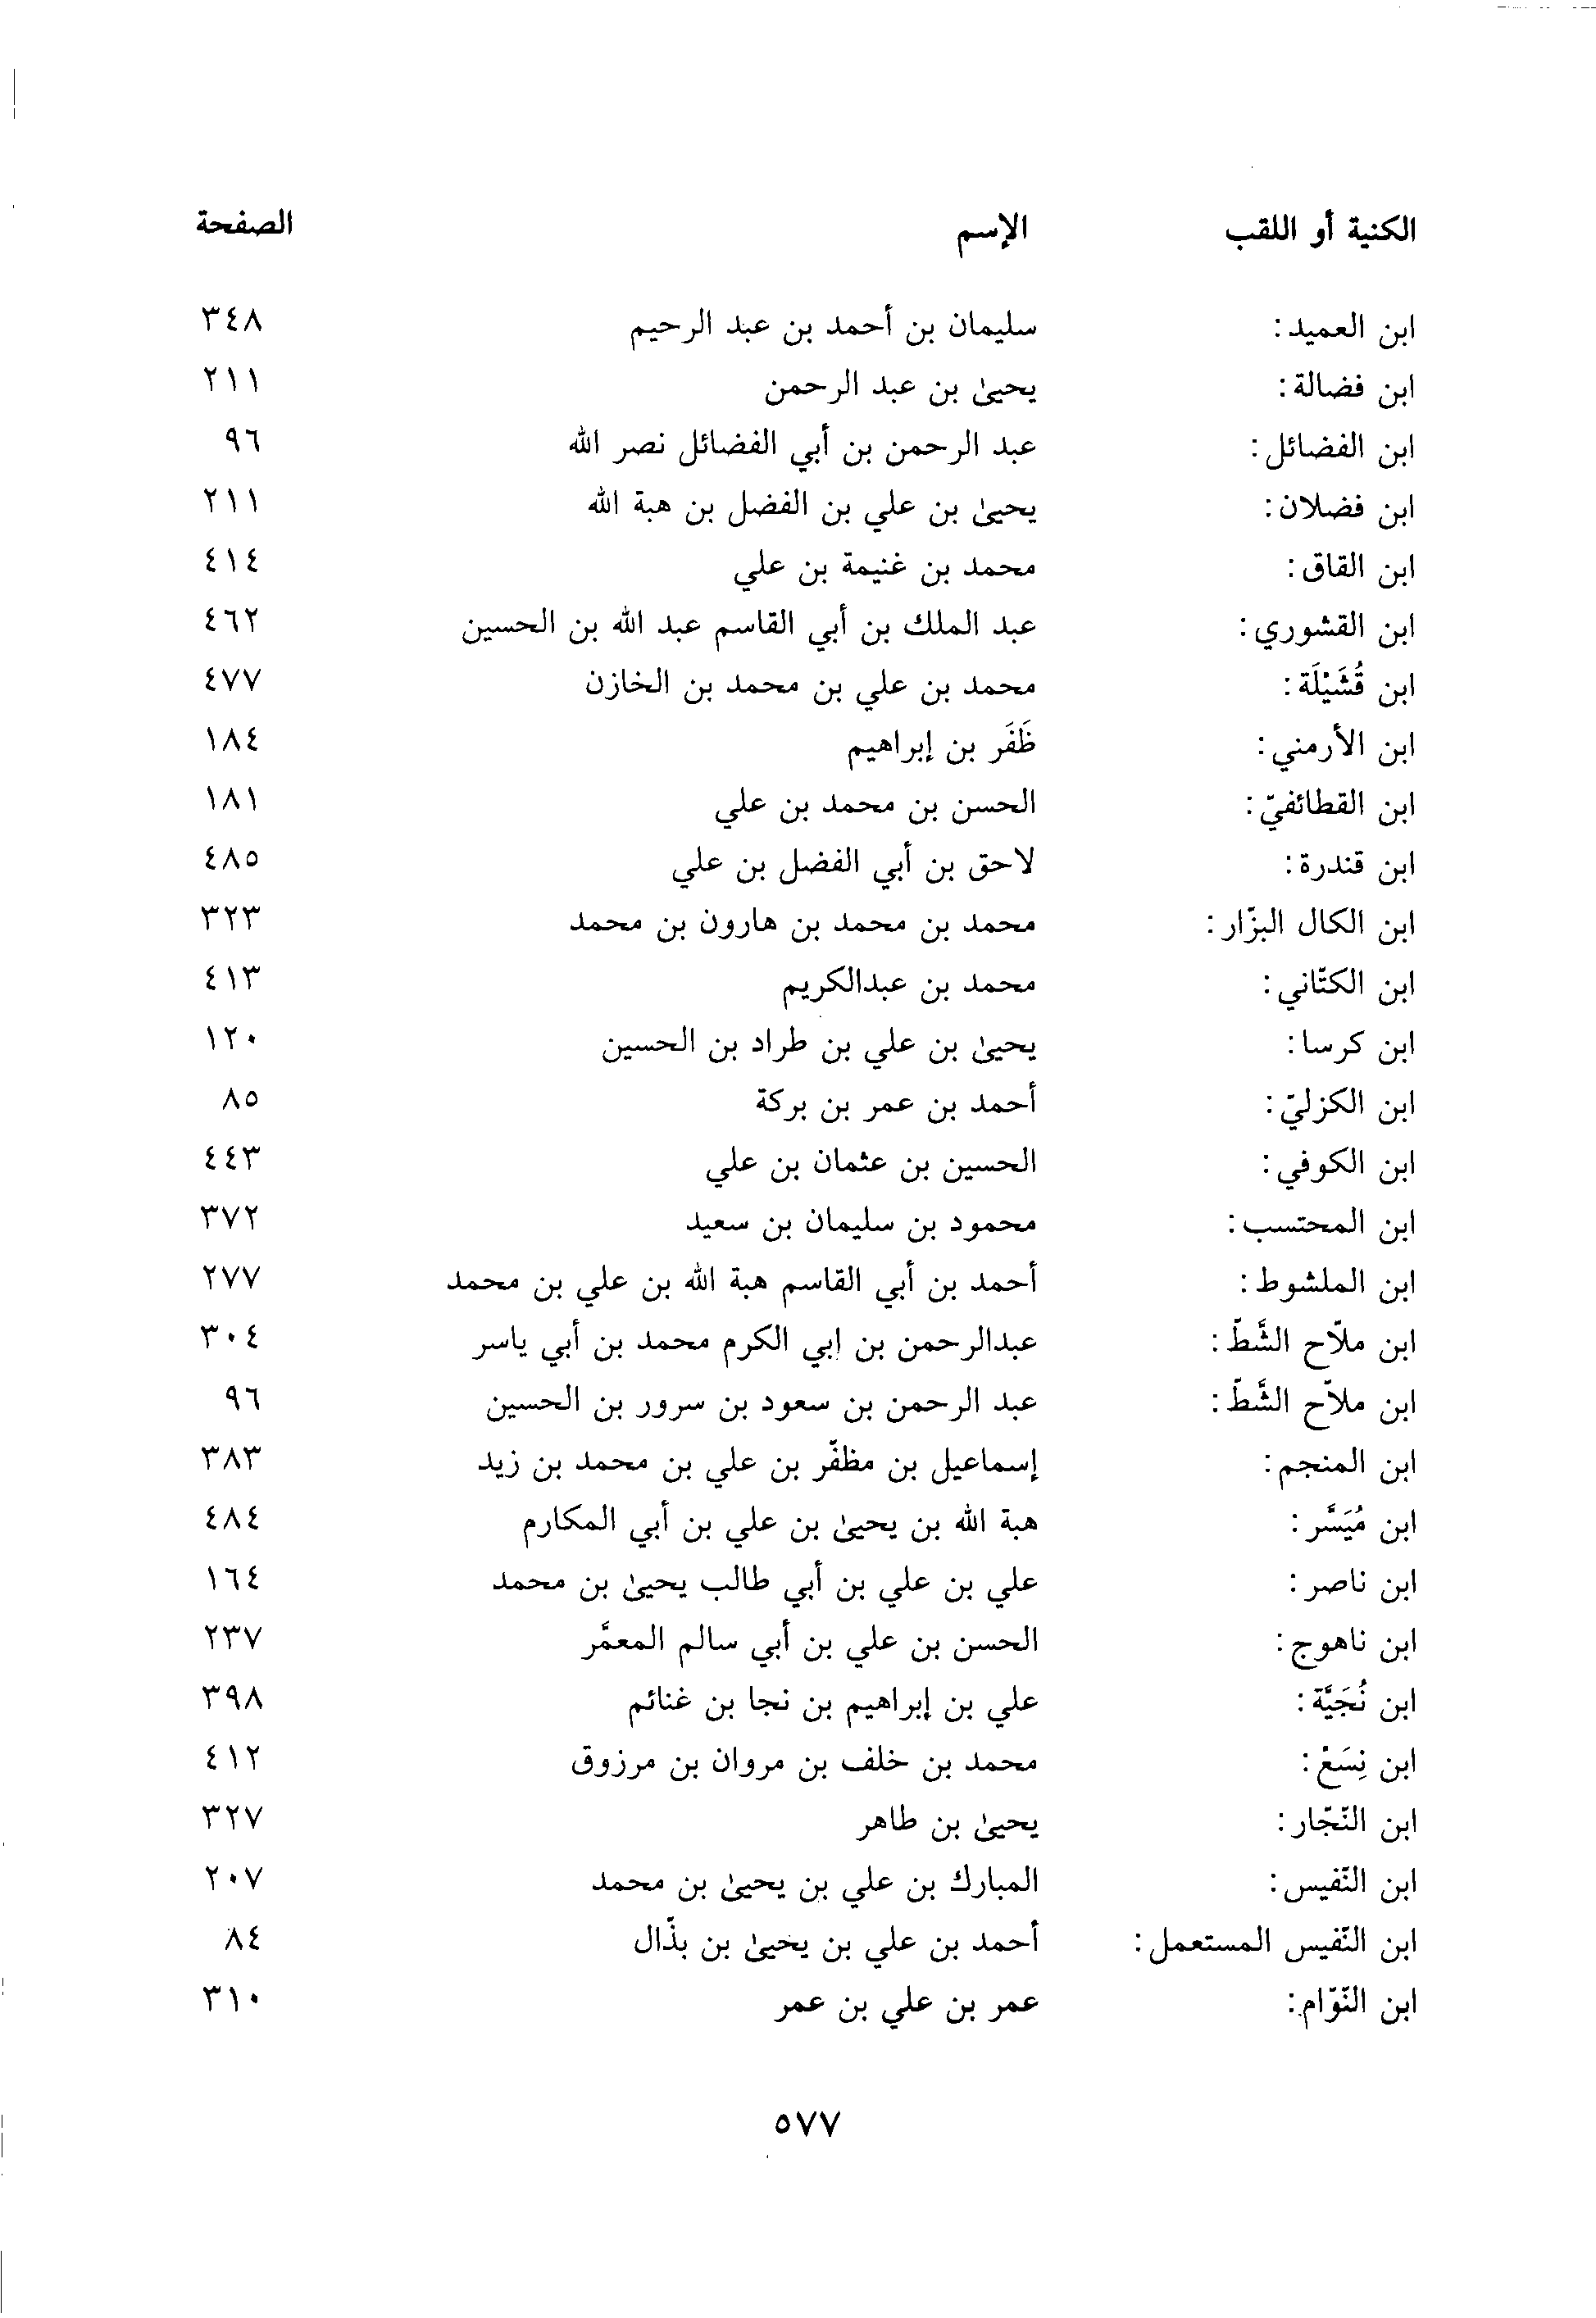 الكنية أو اللقب الإسم الصفحة
ابن العميد: سليمان بن أحمد بن عبد الرحيم ٣٤٨
ابن فضالة: يحيىٰ بن عبد الرحمن ٢١١
ابن الفضائل: عبد الرحمن بن أبي الفضائل نصر الله ٩٦
ابن فضلان: يحيىٰ بن علي بن الفضل بن هبة الله ٢١١
ابن القاق: محمد بن غنيمة بن علي ٤١٤
ابن القشوري: عبد الملك بن أبي القاسم عبد الله بن الحسين ٤٦٢
ابن قُشَيْلَة: محمد بن علي بن محمد بن الخازن ٤٧٧
ابن الأرمني: ظَفَر بن إبراهيم ١٨٤
ابن القطائفيّ: الحسن بن محمد بن علي ١٨١
ابن قندرة: لاحق بن أبي الفضل بن علي ٤٨٥
ابن الكال البزّار: محمد بن محمد بن هارون بن محمد ٣٢٣
ابن الكتّاني: محمد بن عبدالكريم ٤١٣
ابن كرسا: يحيىٰ بن علي بن طراد بن الحسين ١٢٠
ابن الكزليّ: أحمد بن عمر بن بركة ٨٥
ابن الكوفي: الحسين بن عثمان بن علي ٤٤٣
ابن المحتسب: محمود بن سليمان بن سعيد ٣٧٢
ابن الملشوط: أحمد بن أبي القاسم هبة الله بن علي بن محمد ٢٧٧
ابن ملاّح الشَّطّ: عبدالرحمن بن إبي الكرم محمد بن أبي ياسر ٣٠٤
ابن ملاّح الشَّطّ: عبد الرحمن بن سعود بن سرور بن الحسين ٩٦
ابن المنجم: إسماعيل بن مظفّر بن علي بن محمد بن زيد ٣٨٣
ابن مُيَسَّر: هبة الله بن يحيىٰ بن علي بن أبي المكارم ٤٨٤
ابن ناصر: علي بن علي بن أبي طالب يحيىٰ بن محمد ١٦٤
ابن ناهوج: الحسن بن علي بن أبي سالم المعمَّر ٢٣٧
ابن نُجَيَّة: علي بن إبراهيم بن نجا بن غنائم ٣٩٨
ابن نِسَعْ: محمد بن خلف بن مروان بن مرزوق ٤١٢
ابن النّجّار: يحيىٰ بن طاهر ٣٢٧
ابن النّفيس: المبارك بن علي بن يحيىٰ بن محمد ٢٠٧
ابن النّفيس المستعمل: أحمد بن علي بن يحيىٰ بن بذّال ٨٤
ابن النّوّام: عمر بن علي بن عمر ٣١٠
٥٧٧